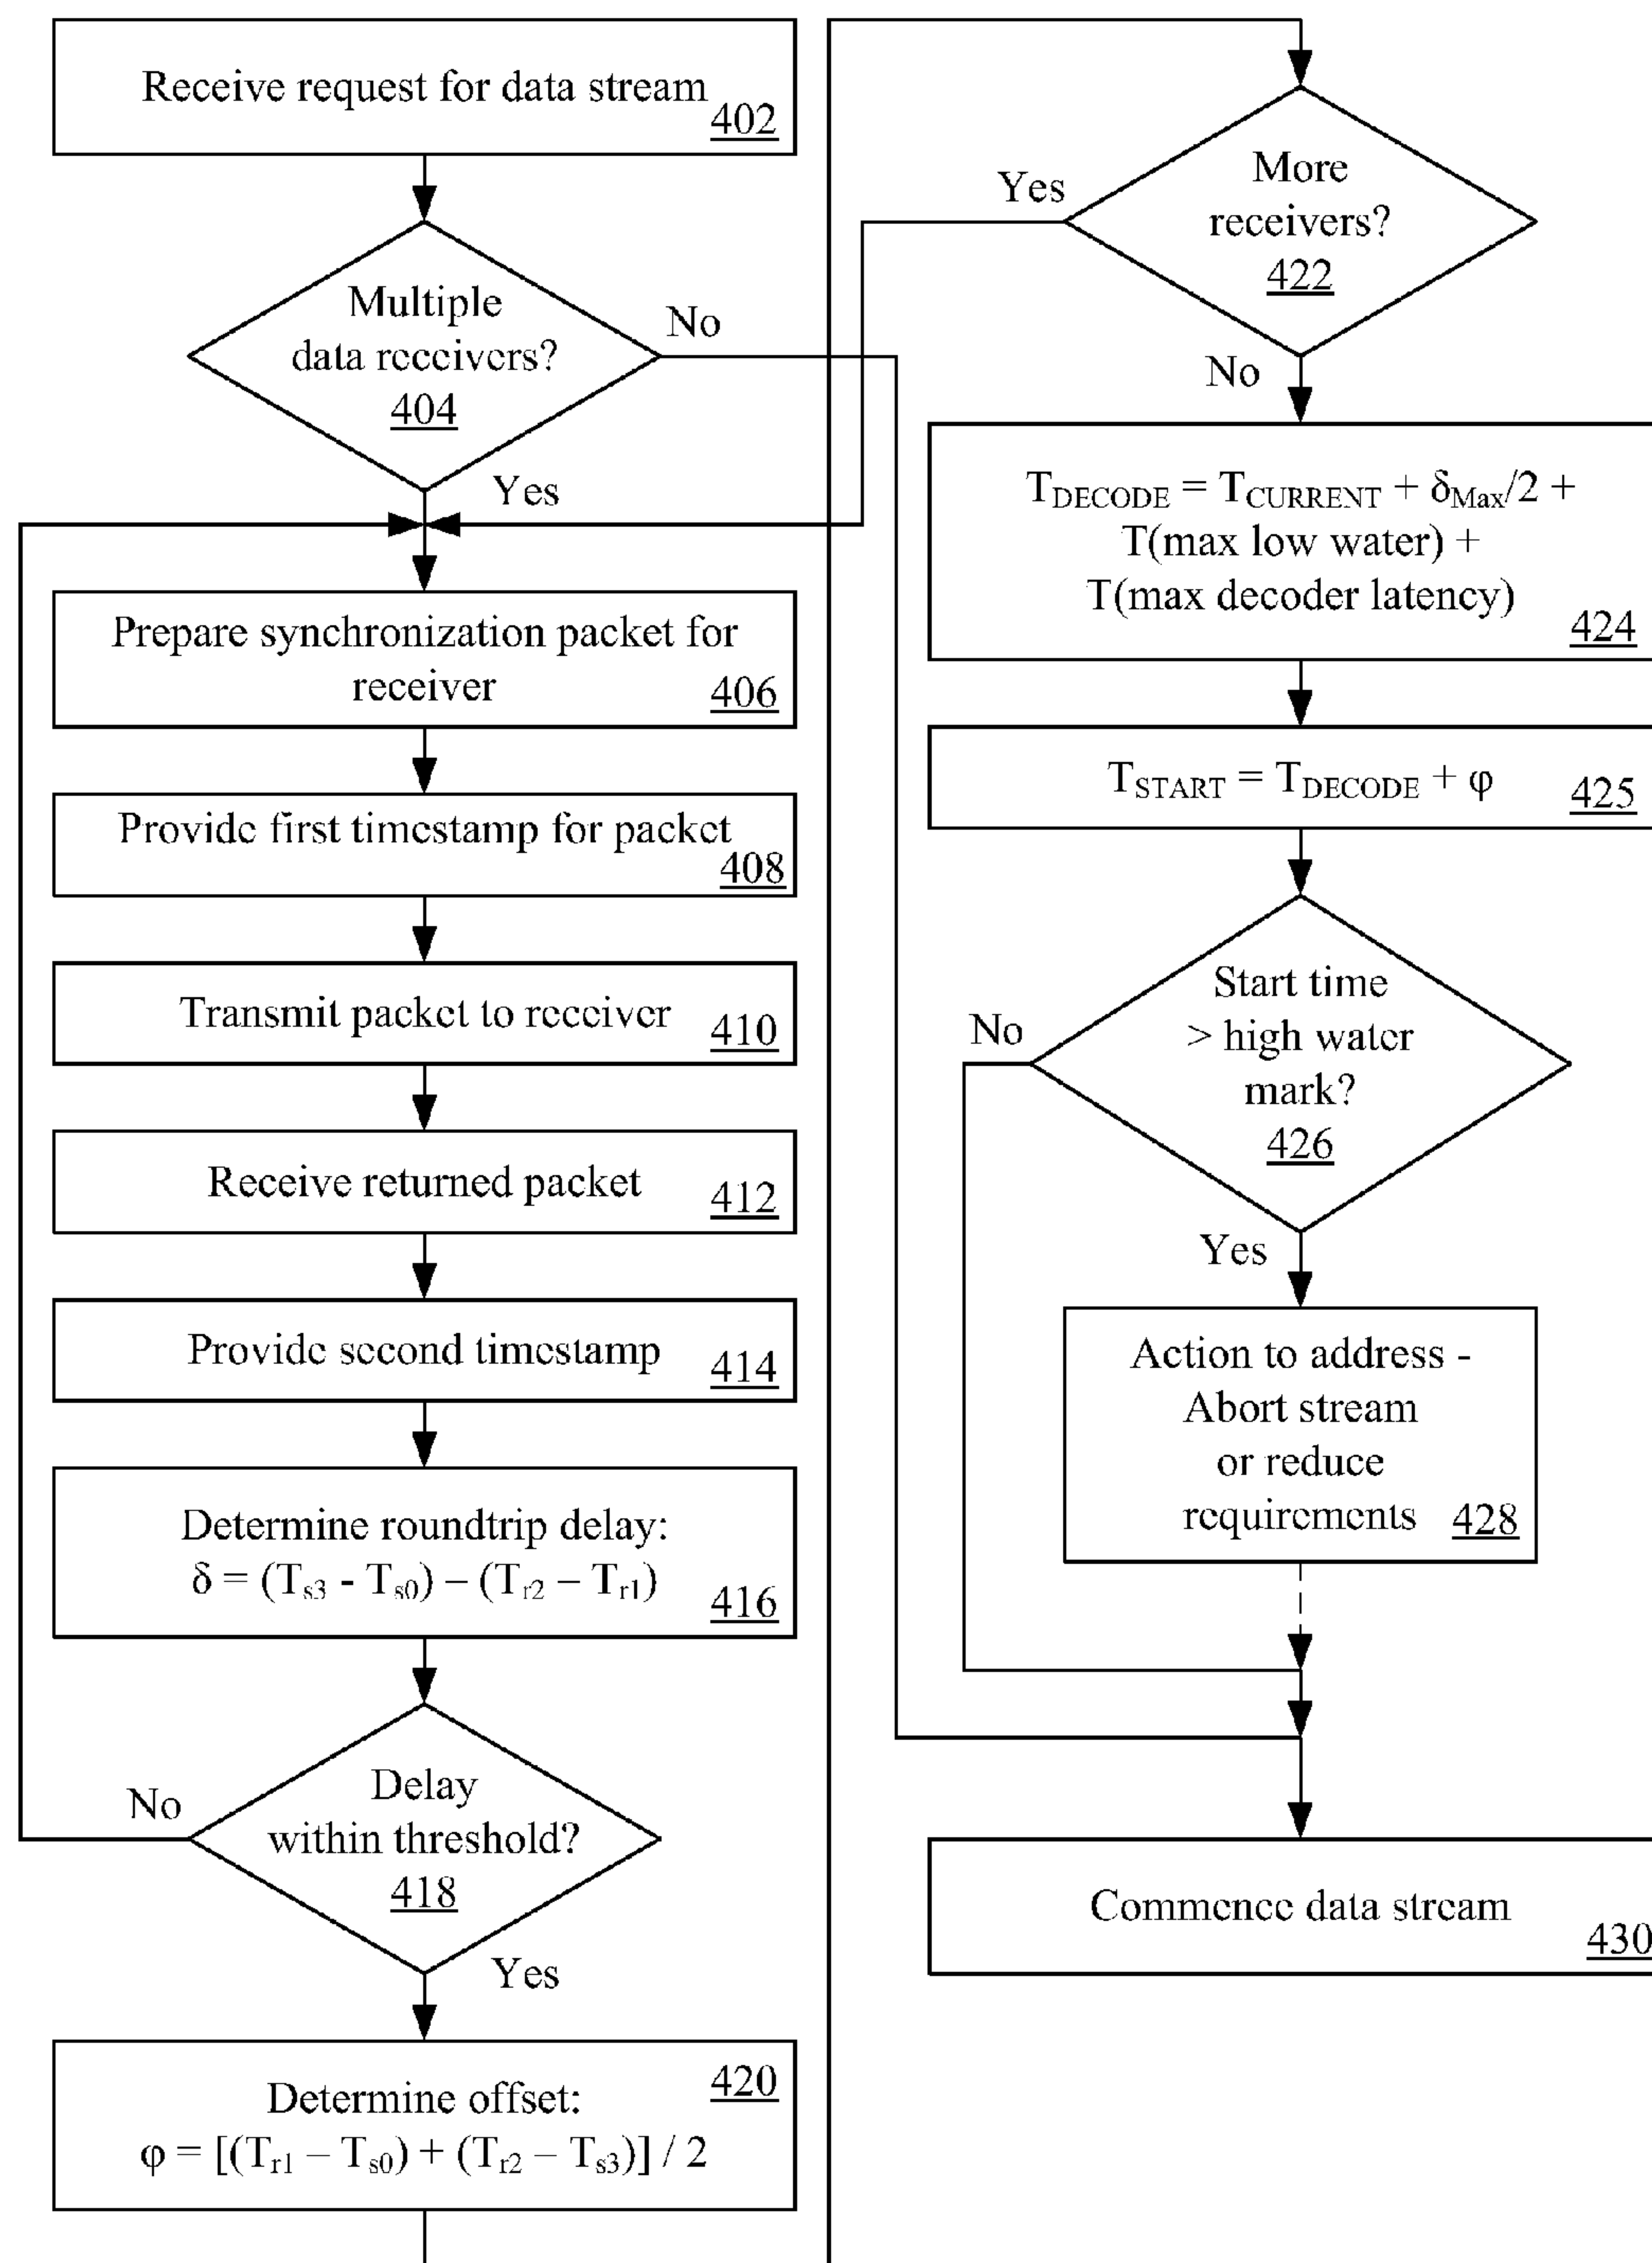 Receive request for data stream
402
Multiple
data receivers?
404
No
Yes
Prepare synchronization packet for
receiver
406
Provide first timestamp for packet
408
Transmit packet to receiver
410
Receive returned packet
412
Provide second timestamp
414
Determine roundtrip delay:
δ = (Ts3 - Ts0) – (Tr2 – Tr1)
416
No
Delay
within threshold?
418
Yes
420
Determine offset:
φ = [(Tr1 – Ts0) + (Tr2 – Ts3)] / 2
Yes
More
receivers?
422
No
TDECODE = TCURRENT + δMax/2 +
T(max low water) +
T(max decoder latency)
424
TSTART = TDECODE + φ
425
No
Start time
> high water
mark?
426
Yes
Action to address -
Abort stream
or reduce
requirements
428
Commence data stream
430